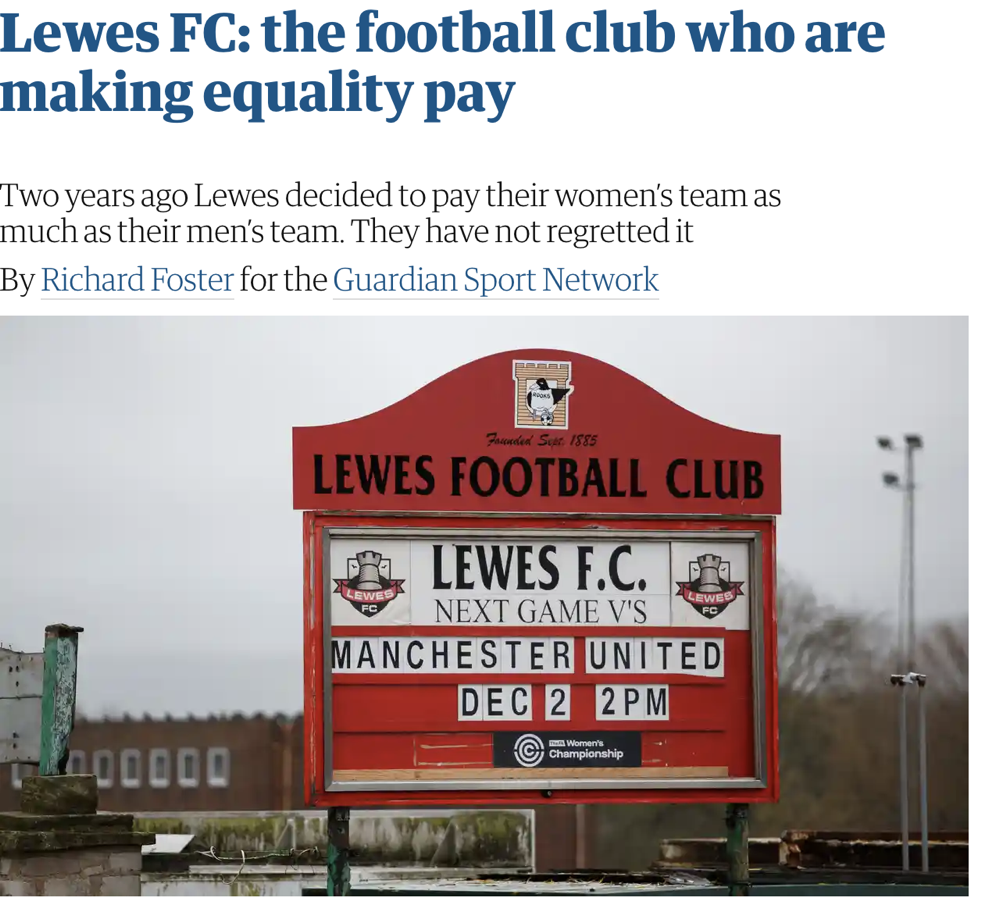 Lewes FC: the football club who are
making equality pay
Two years ago Lewes decided to pay their women's team as
much as their men's team. They have not regretted it
By Richard Foster for the Guardian Sport Network
ROOKS
Founded Sept. 1885
LEWES FOOTBALL CLUB
LEWES F.C.
NEXT GAME V'S
LEWES
FC
LEWES
FC
MANCHESTER UNITED
DEC 2 2PM
The FA Women's
Championship